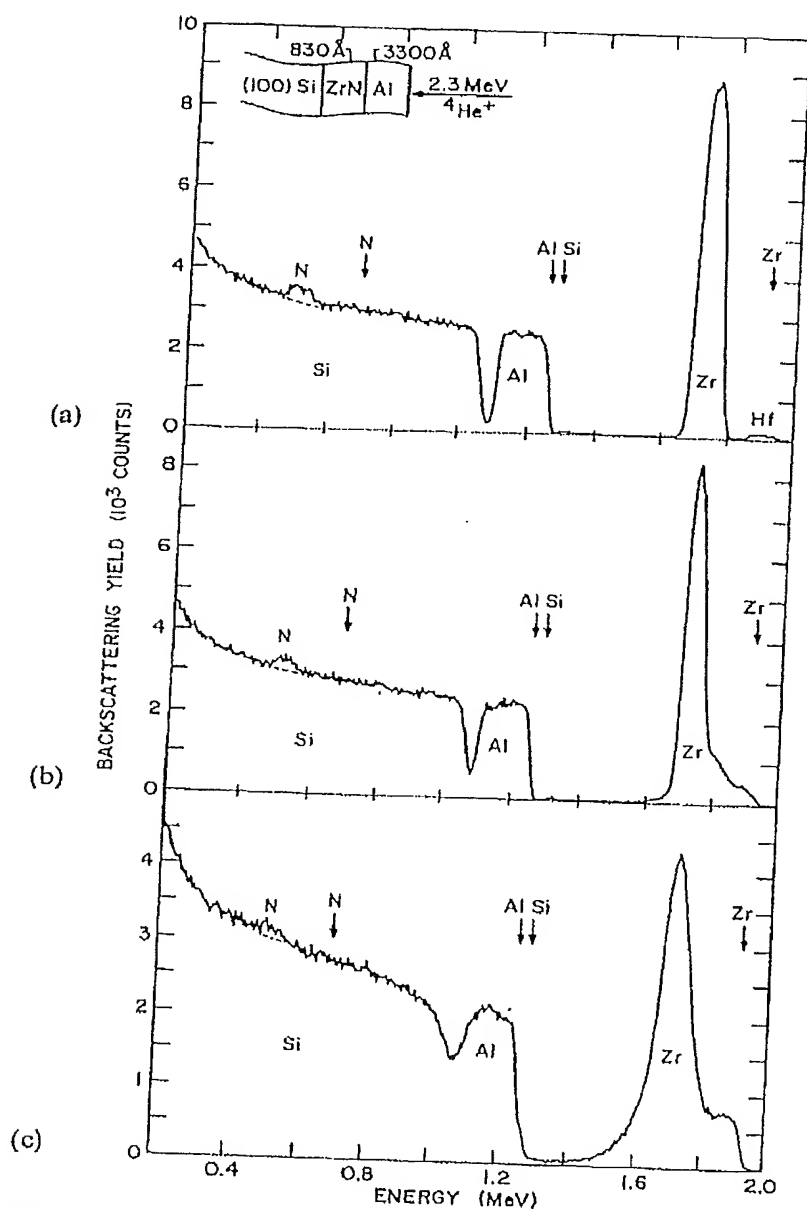 10
830Å 3300Å
(100) Si ZrN Al 2.3 MeV
⁴He⁺
8
6
N Al Si Zr
4
N
2
Si Al Zr Hf
(a)
0
BACKSCATTERING YIELD (10³ COUNTS)
8
6
N Al Si Zr
4
N
2
Si Al Zr
(b)
0
4
N N Al Si Zr
3
2
Si Al Zr
1
(c)
0
0.4 0.8 1.2 1.6 2.0
ENERGY (MeV)